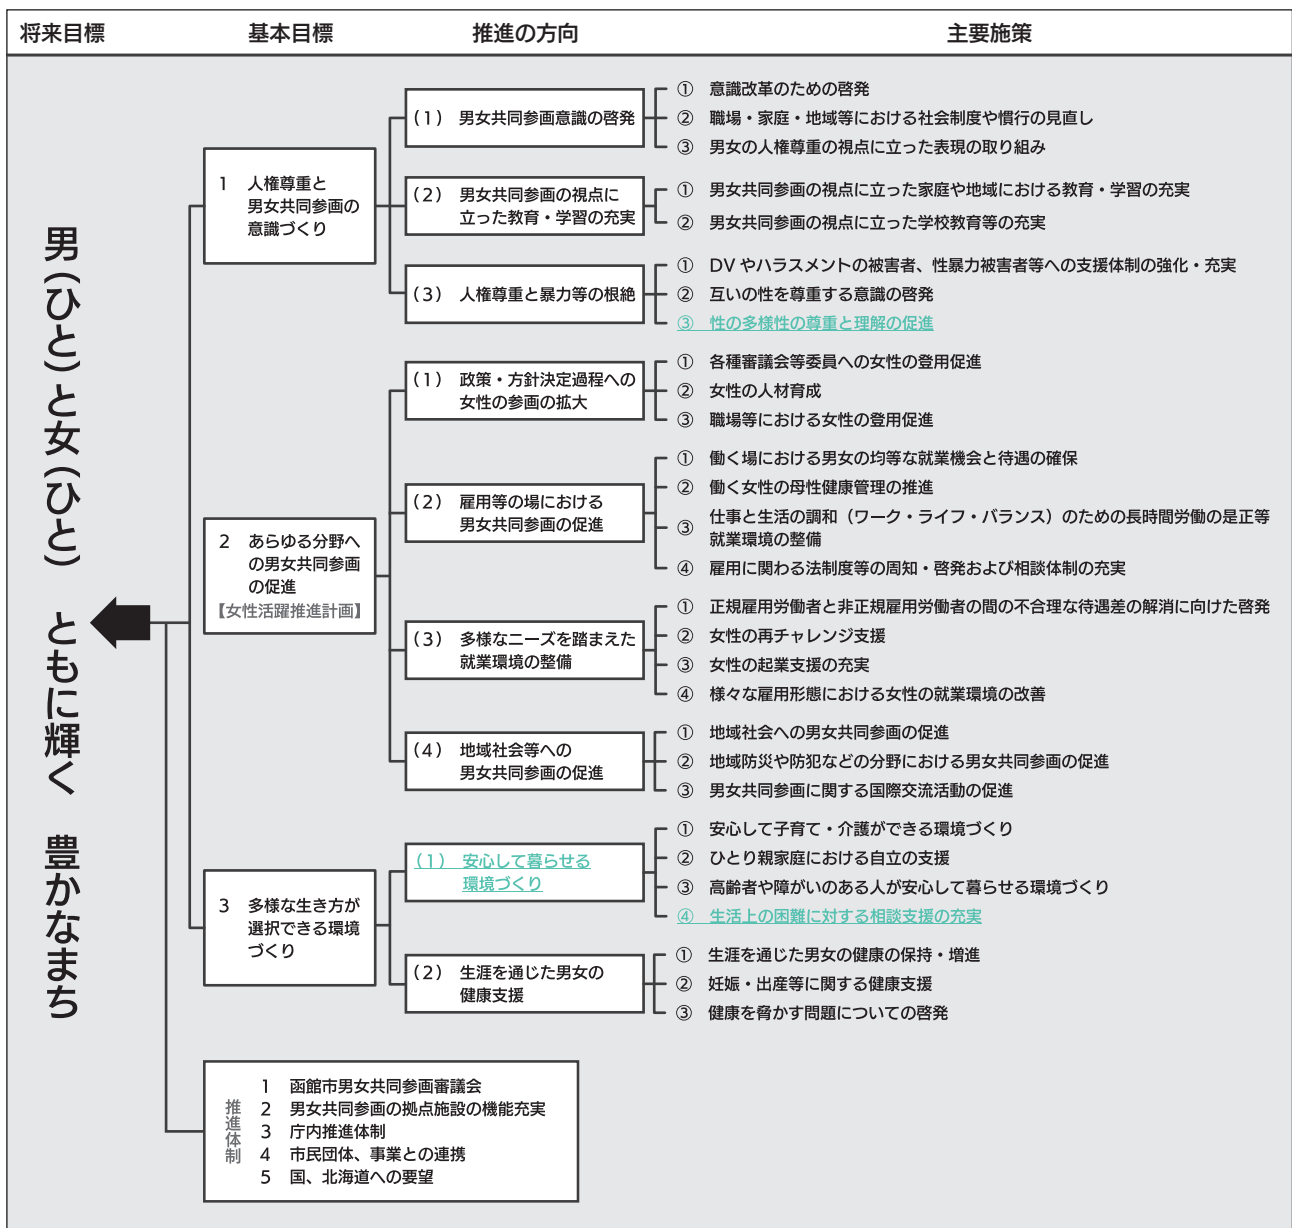 将来目標
基本目標
推進の方向
主要施策
男(ひと)と女(ひと) ともに輝く 豊かなまち
1 人権尊重と
男女共同参画の
意識づくり
(1) 男女共同参画意識の啓発
① 意識改革のための啓発
② 職場・家庭・地域等における社会制度や慣行の見直し
③ 男女の人権尊重の視点に立った表現の取り組み
(2) 男女共同参画の視点に
立った教育・学習の充実
① 男女共同参画の視点に立った家庭や地域における教育・学習の充実
② 男女共同参画の視点に立った学校教育等の充実
(3) 人権尊重と暴力等の根絶
① DVやハラスメントの被害者、性暴力被害者等への支援体制の強化・充実
② 互いの性を尊重する意識の啓発
③ 性の多様性の尊重と理解の促進
2 あらゆる分野へ
の男女共同参画
の促進
【女性活躍推進計画】
(1) 政策・方針決定過程への
女性の参画の拡大
① 各種審議会等委員への女性の登用促進
② 女性の人材育成
③ 職場等における女性の登用促進
(2) 雇用等の場における
男女共同参画の促進
① 働く場における男女の均等な就業機会と待遇の確保
② 働く女性の母性健康管理の推進
③ 仕事と生活の調和（ワーク・ライフ・バランス）のための長時間労働の是正等
就業環境の整備
④ 雇用に関わる法制度等の周知・啓発および相談体制の充実
(3) 多様なニーズを踏まえた
就業環境の整備
① 正規雇用労働者と非正規雇用労働者の間の不合理な待遇差の解消に向けた啓発
② 女性の再チャレンジ支援
③ 女性の起業支援の充実
④ 様々な雇用形態における女性の就業環境の改善
(4) 地域社会等への
男女共同参画の促進
① 地域社会への男女共同参画の促進
② 地域防災や防犯などの分野における男女共同参画の促進
③ 男女共同参画に関する国際交流活動の促進
3 多様な生き方が
選択できる環境
づくり
(1) 安心して暮らせる
環境づくり
① 安心して子育て・介護ができる環境づくり
② ひとり親家庭における自立の支援
③ 高齢者や障がいのある人が安心して暮らせる環境づくり
④ 生活上の困難に対する相談支援の充実
(2) 生涯を通じた男女の
健康支援
① 生涯を通じた男女の健康の保持・増進
② 妊娠・出産等に関する健康支援
③ 健康を脅かす問題についての啓発
推進体制
1 函館市男女共同参画審議会
2 男女共同参画の拠点施設の機能充実
3 庁内推進体制
4 市民団体、事業との連携
5 国、北海道への要望